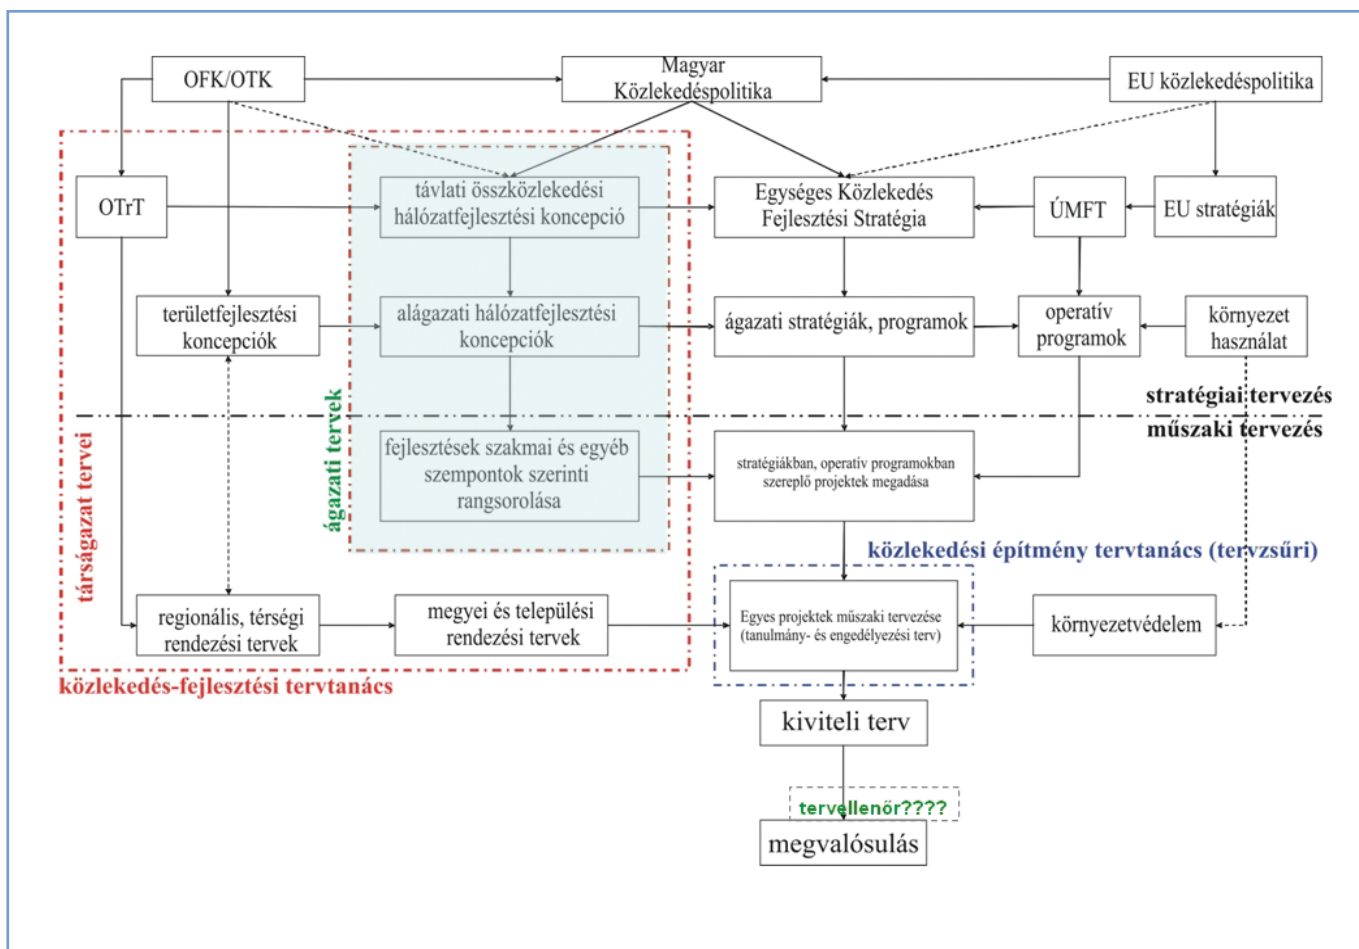 OFK/OTK
Magyar
Közlekedéspolitika
EU közlekedéspolitika
OTrT
távlati összközlekedési
hálózatfejlesztési koncepció
Egységes Közlekedés
Fejlesztési Stratégia
ÚMFT
EU stratégiák
területfejlesztési
koncepciók
alágazati hálózatfejlesztési
koncepciók
ágazati stratégiák, programok
operatív
programok
környezet
használat
stratégiai tervezés
műszaki tervezés
társágazat tervei
ágazati tervek
fejlesztések szakmai és egyéb
szempontok szerinti
rangsorolása
stratégiákban, operatív programokban
szereplő projektek megadása
közlekedési építmény tervtanács (tervzsűri)
regionális, térségi
rendezési tervek
megyei és települési
rendezési tervek
Egyes projektek műszaki tervezése
(tanulmány- és engedélyezési terv)
környezetvédelem
közlekedés-fejlesztési tervtanács
kiviteli terv
tervellenőr????
megvalósulás